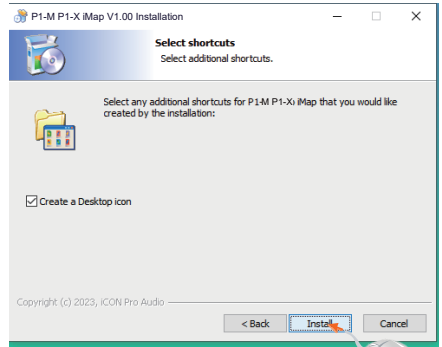 P1-M P1-X iMap V1.00 Installation
Select shortcuts
Select additional shortcuts.
Select any additional shortcuts for P1-M P1-X iMap that you would like
created by the installation:
Create a Desktop icon
Copyright (c) 2023, iCON Pro Audio
< Back Install Cancel